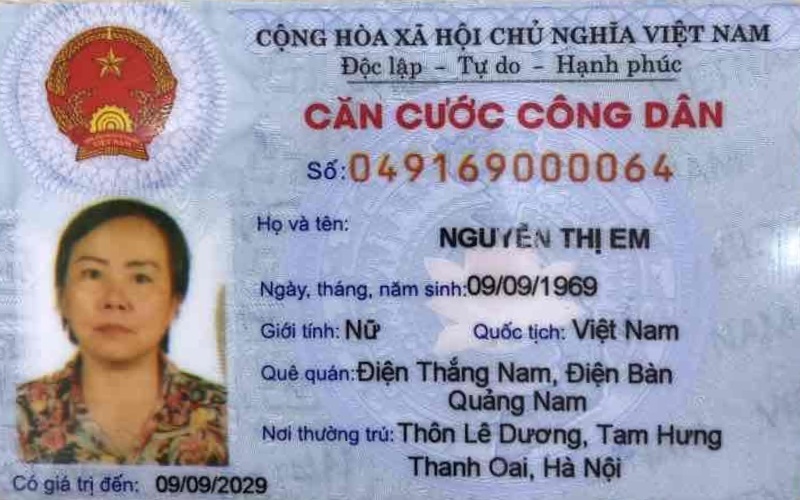 CỘNG HÒA XÃ HỘI CHỦ NGHĨA VIỆT NAM
Độc lập - Tự do - Hạnh phúc
CĂN CƯỚC CÔNG DÂN
Số: 049169000064
Họ và tên:
NGUYỄN THỊ EM
Ngày, tháng, năm sinh: 09/09/1969
Giới tính: Nữ Quốc tịch: Việt Nam
Quê quán: Điện Thắng Nam, Điện Bàn
Quảng Nam
Nơi thường trú: Thôn Lê Dương, Tam Hưng
Thanh Oai, Hà Nội
Có giá trị đến: 09/09/2029
VIỆT NAM